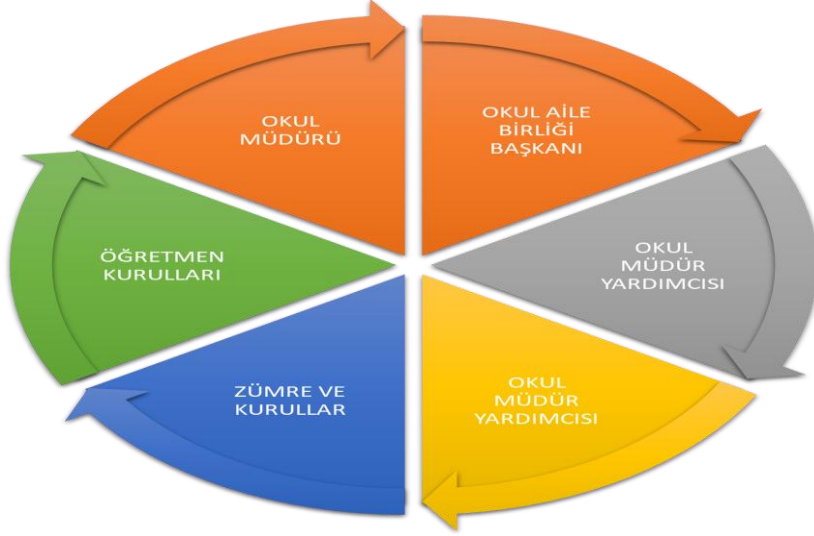 OKUL
MÜDÜRÜ
OKUL AİLE
BİRLİĞİ
BAŞKANI
OKUL
MÜDÜR
YARDIMCISI
OKUL
MÜDÜR
YARDIMCISI
ZÜMRE VE
KURULLAR
ÖĞRETMEN
KURULLARI